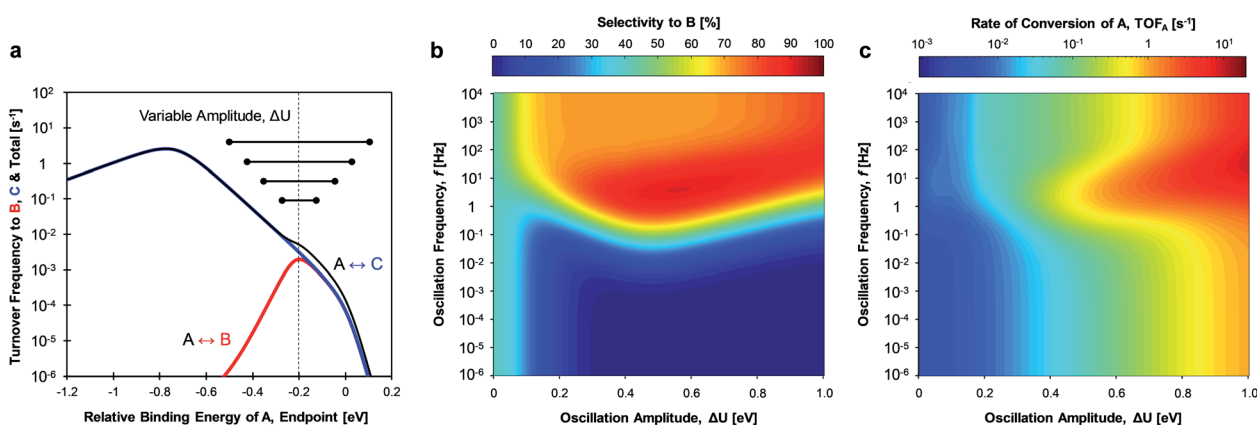 a
Turnover Frequency to B, C & Total [s⁻¹]
10²
10¹
1
10⁻¹
10⁻²
10⁻³
10⁻⁴
10⁻⁵
10⁻⁶
Variable Amplitude, ΔU
A ↔ C
A ↔ B
-1.2 -1 -0.8 -0.6 -0.4 -0.2 0 0.2
Relative Binding Energy of A, Endpoint [eV]
b
Selectivity to B [%]
0 10 20 30 40 50 60 70 80 90 100
Oscillation Frequency, f [Hz]
10⁴
10³
10²
10¹
1
10⁻¹
10⁻²
10⁻³
10⁻⁴
10⁻⁵
10⁻⁶
0 0.2 0.4 0.6 0.8 1.0
Oscillation Amplitude, ΔU [eV]
c
Rate of Conversion of A, TOF_A [s⁻¹]
10⁻³ 10⁻² 10⁻¹ 1 10¹
Oscillation Frequency, f [Hz]
10⁴
10³
10²
10¹
1
10⁻¹
10⁻²
10⁻³
10⁻⁴
10⁻⁵
10⁻⁶
0 0.2 0.4 0.6 0.8 1.0
Oscillation Amplitude, ΔU [eV]